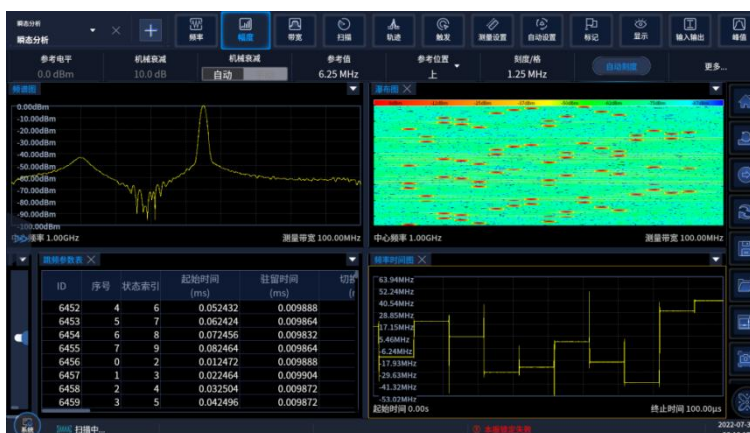 瞬态分析
瞬态分析
频率
幅度
带宽
扫描
轨迹
触发
测量设置
自动设置
标记
显示
输入输出
峰值
参考电平
0.0 dBm
机械衰减
10.0 dB
机械衰减
自动
参考值
6.25 MHz
参考位置
上
刻度/格
1.25 MHz
自动刻度
更多...
频谱图
0.00dBm
-10.00dBm
-20.00dBm
-30.00dBm
-40.00dBm
-50.00dBm
-60.00dBm
-70.00dBm
-80.00dBm
-90.00dBm
-100.00dBm
中心频率 1.00GHz
测量带宽 100.00MHz
瀑布图
中心频率 1.00GHz
测量带宽 100.00MHz
跳频参数表
ID 序号 状态索引 起始时间 (ms) 驻留时间 (ms)
6452 4 6 0.052432 0.009888
6453 5 7 0.062424 0.009864
6454 6 8 0.072456 0.009832
6455 7 9 0.082464 0.009864
6456 0 2 0.012472 0.009888
6457 1 3 0.022464 0.009904
6458 2 4 0.032504 0.009872
6459 3 5 0.042496 0.009872
频率时间图
63.94MHz
52.24MHz
40.54MHz
28.85MHz
17.15MHz
5.46MHz
-6.24MHz
-17.93MHz
-29.63MHz
-41.32MHz
-53.02MHz
起始时间 0.00s
终止时间 100.00μs
系统
扫描中...